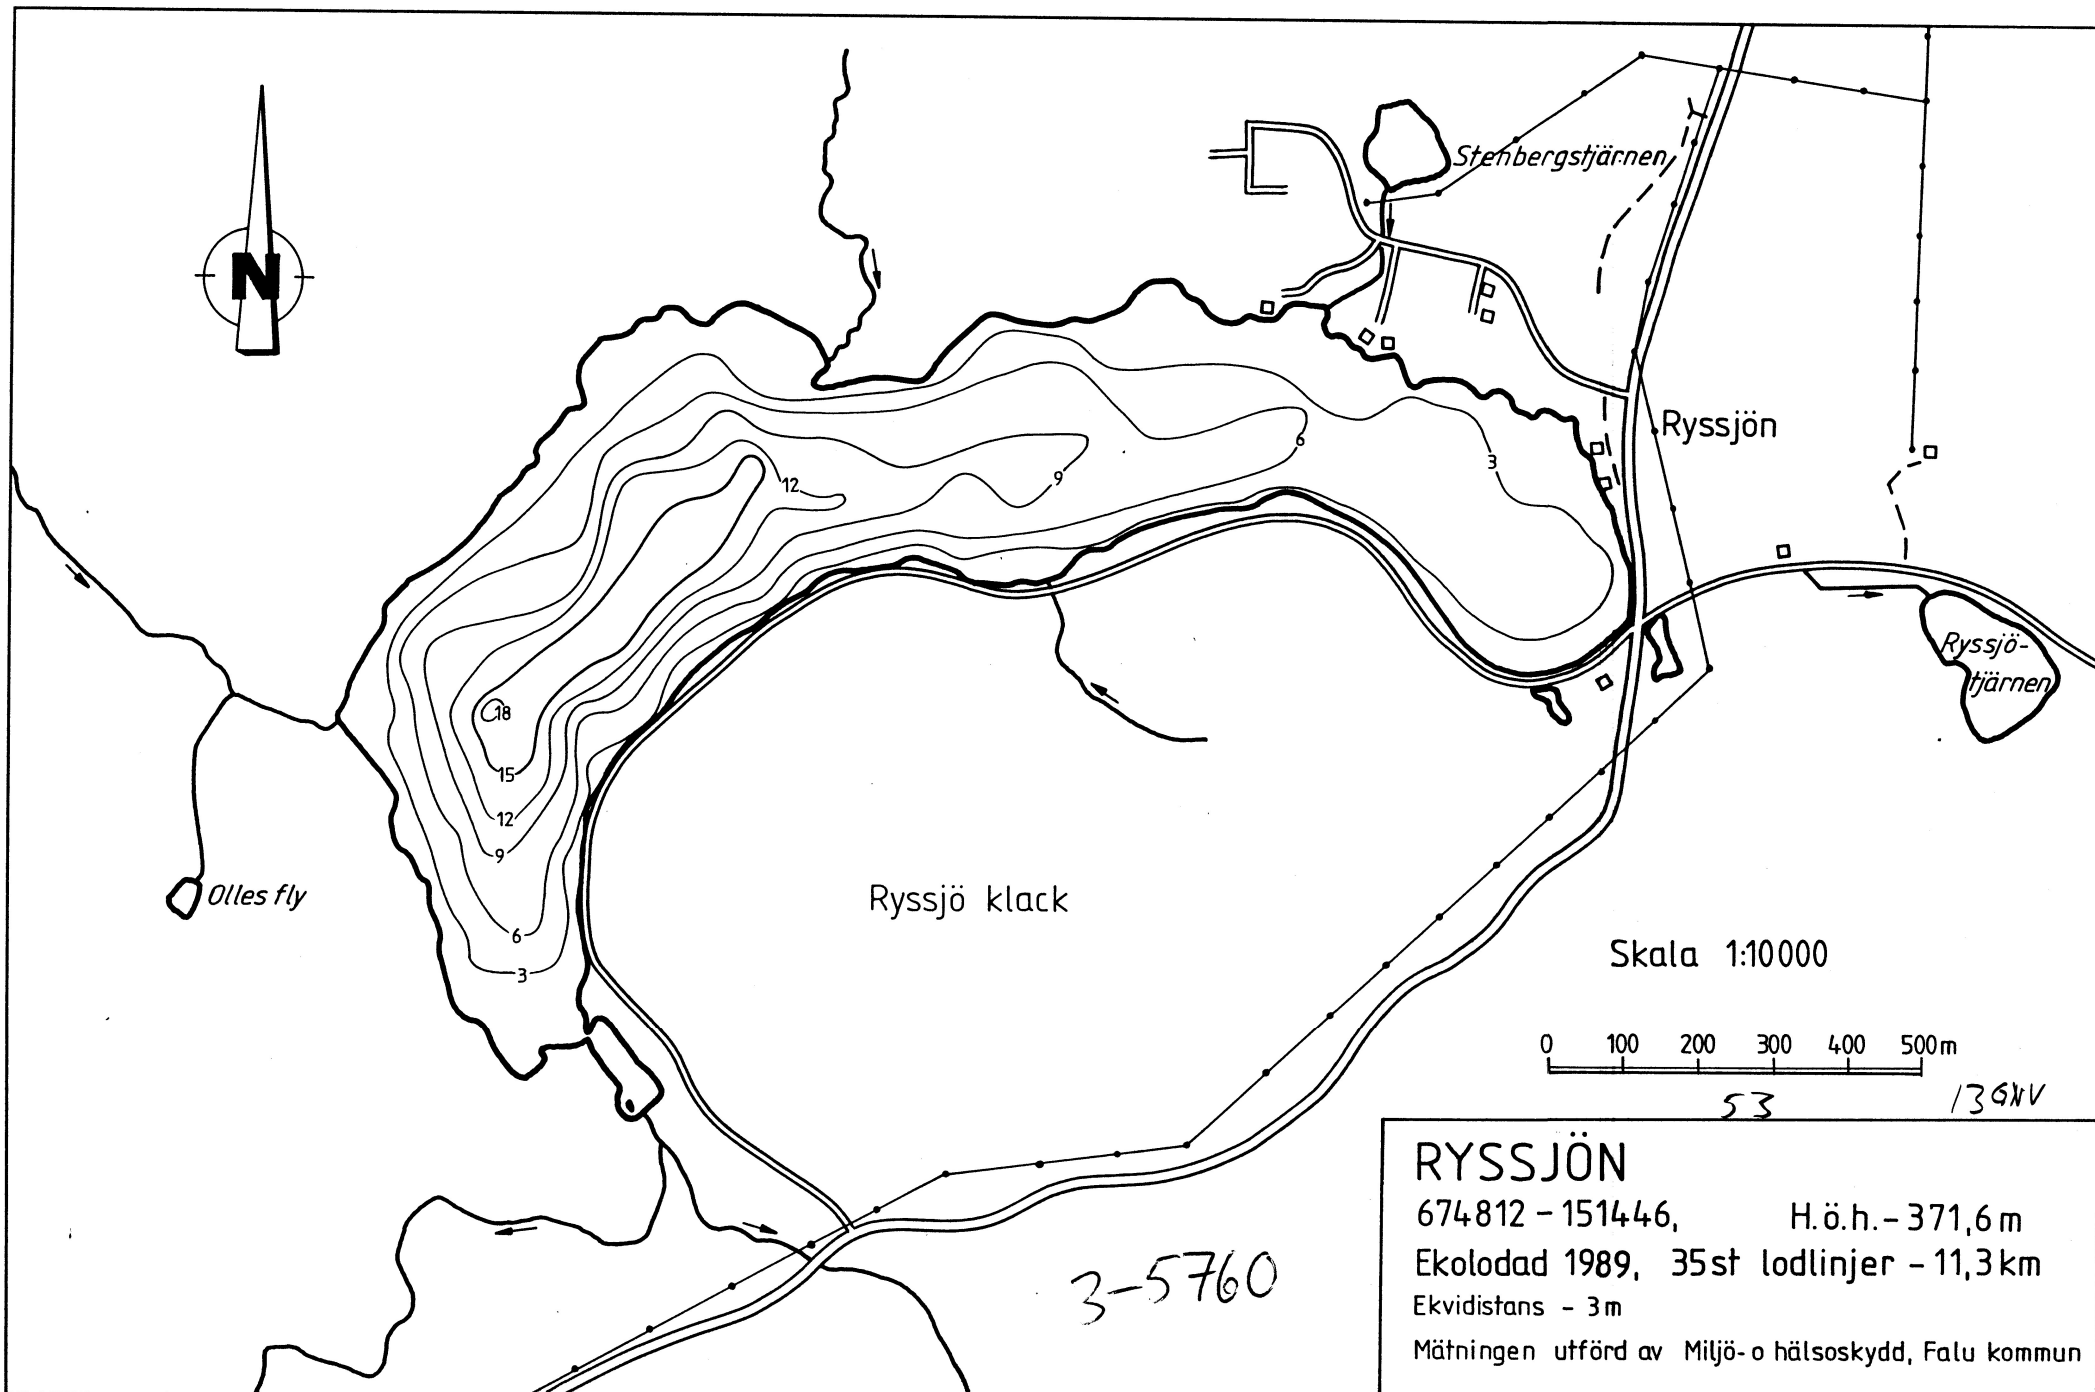 Stenbergstjärnen
N
Ryssjön
6
3
12
9
Ryssjö-
tjärnen
18
15
12
9
Olles fly
Ryssjö klack
6
3
Skala 1:10000
0 100 200 300 400 500m
53
RYSSJÖN
674812-151446, H.ö.h.-371,6 m
Ekolodad 1989, 35st lodlinjer - 11,3 km
3-5760
Ekvidistans - 3 m
Mätningen utförd av Miljö- o hälsoskydd, Falu kommun